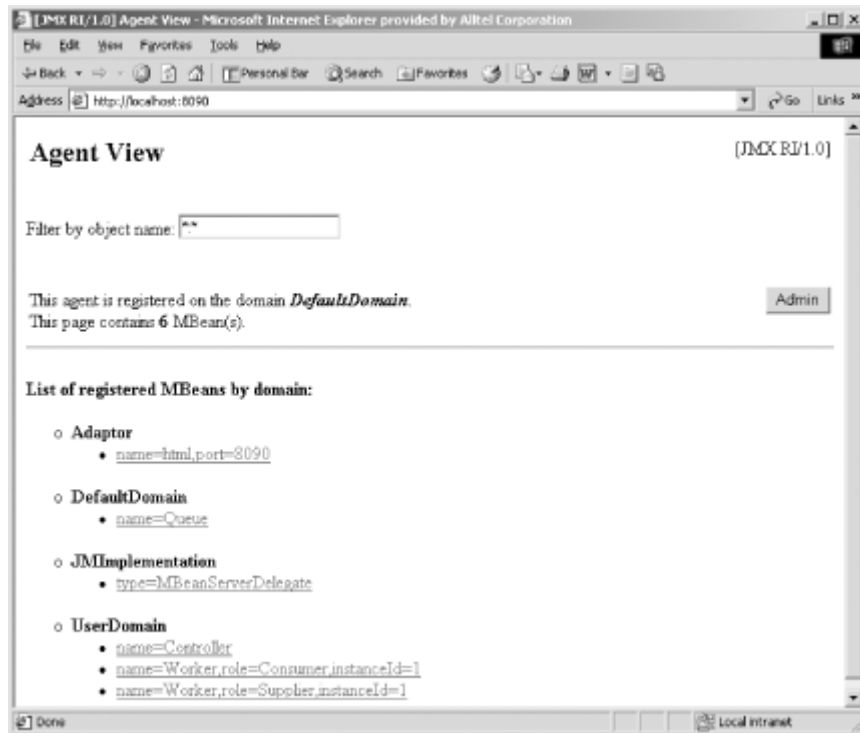 [JMX RI/1.0] Agent View - Microsoft Internet Explorer provided by Alltel Corporation
File Edit View Favorites Tools Help
Back Personal Bar Search Favorites
Address http://localhost:8090 Go Links »
Agent View
[JMX RI/1.0]
Filter by object name: *:*
This agent is registered on the domain DefaultDomain.
Admin
This page contains 6 MBean(s).
List of registered MBeans by domain:
Adaptor
name=html,port=8090
DefaultDomain
name=Queue
JMImplementation
type=MBeanServerDelegate
UserDomain
name=Controller
name=Worker,role=Consumer,instanceId=1
name=Worker,role=Supplier,instanceId=1
Done
Local intranet